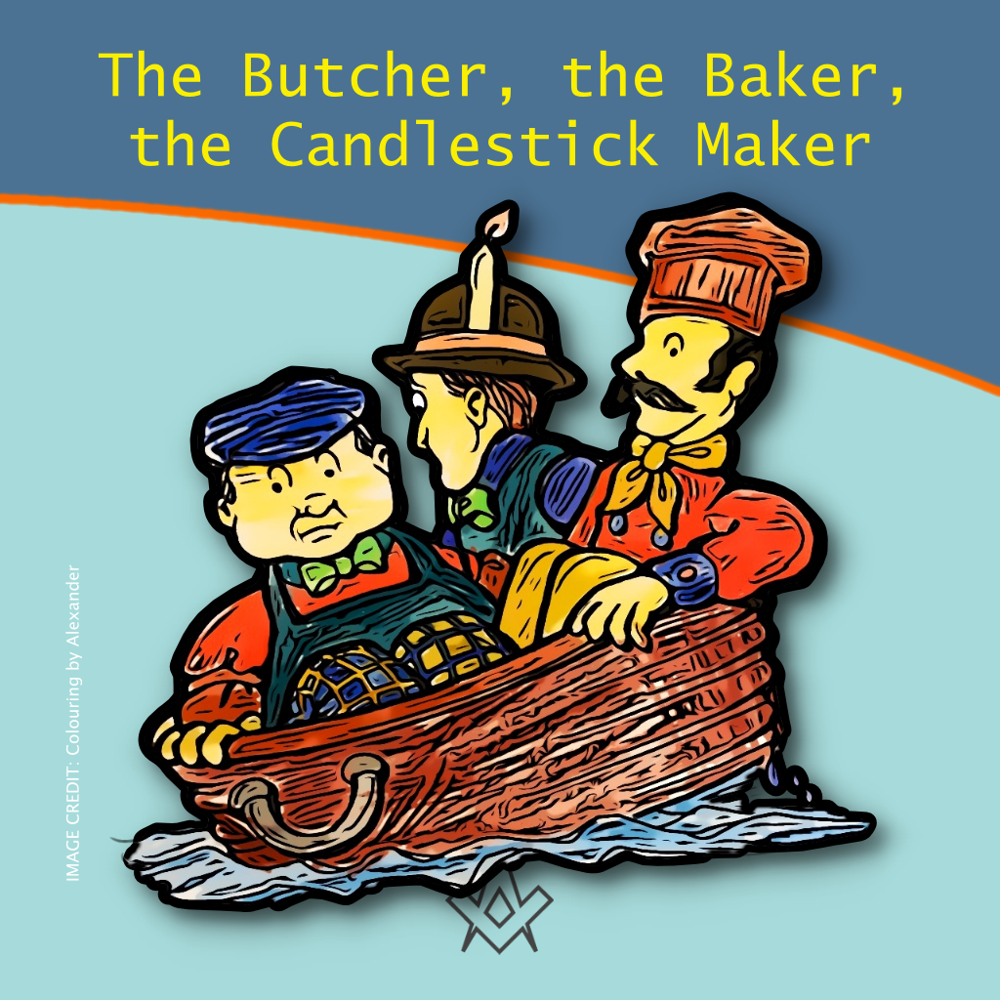 The Butcher, the Baker,
the Candlestick Maker
IMAGE CREDIT: Colouring by Alexander